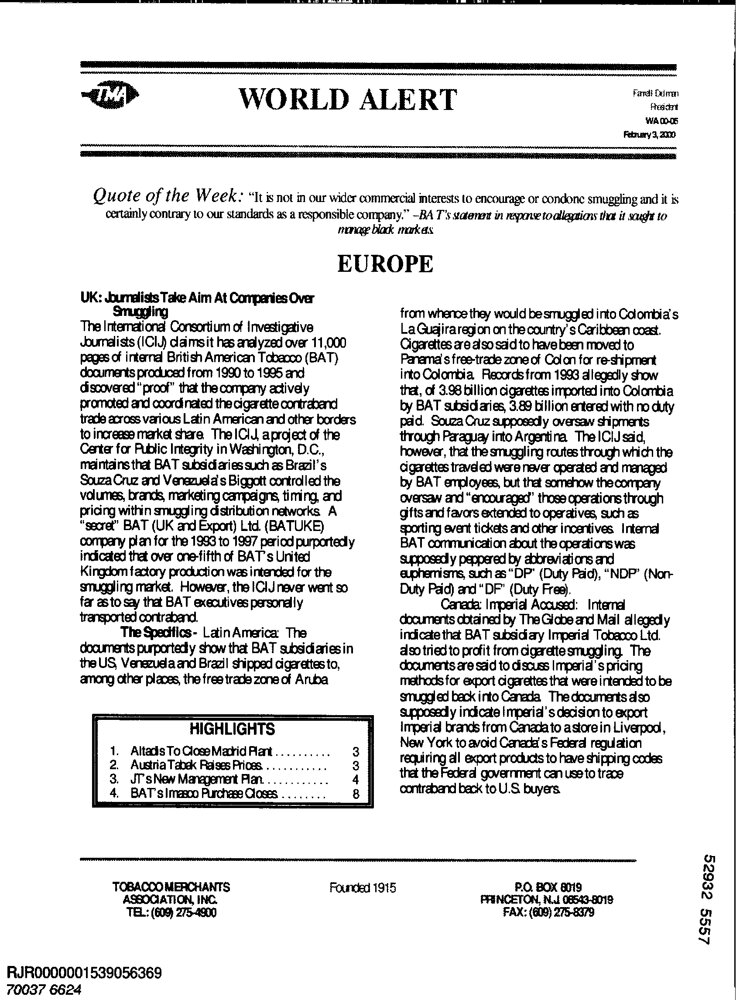 TMA
WORLD ALERT
Farrell Delman
President
WA 00-05
February 3, 2000
Quote of the Week: “It is not in our wider commercial interests to encourage or condone smuggling and it is
certainly contrary to our standards as a responsible company.” –BAT's statement in response to allegations that it sought to
manage black markets.
EUROPE
UK: Journalists Take Aim At Companies Over
Smuggling
The International Consortium of Investigative
Journalists (ICIJ) claims it has analyzed over 11,000
pages of internal British American Tobacco (BAT)
documents produced from 1990 to 1995 and
discovered “proof” that the company actively
promoted and coordinated the cigarette contraband
trade across various Latin American and other borders
to increase market share. The ICIJ, a project of the
Center for Public Integrity in Washington, D.C.,
maintains that BAT subsidiaries such as Brazil's
Souza Cruz and Venezuela's Biggott controlled the
volumes, brands, marketing campaigns, timing, and
pricing within smuggling distribution networks. A
“secret” BAT (UK and Export) Ltd. (BATUKE)
company plan for the 1993 to 1997 period purportedly
indicated that over one-fifth of BAT's United
Kingdom factory production was intended for the
smuggling market. However, the ICIJ never went so
far as to say that BAT executives personally
transported contraband.
The Specifics - Latin America: The
documents purportedly show that BAT subsidiaries in
the US, Venezuela and Brazil shipped cigarettes to,
among other places, the free trade zone of Aruba
HIGHLIGHTS
1. Altadis To Close Madrid Plant . . . . . . . . . . 3
2. Austria Tabak Raises Prices. . . . . . . . . . . . 3
3. JT's New Management Plan. . . . . . . . . . . . 4
4. BAT's Imasco Purchase Closes . . . . . . . . 8
from whence they would be smuggled into Colombia's
La Guajira region on the country's Caribbean coast.
Cigarettes are also said to have been moved to
Panama's free-trade zone of Colon for re-shipment
into Colombia. Records from 1993 allegedly show
that, of 3.98 billion cigarettes imported into Colombia
by BAT subsidiaries, 3.89 billion entered with no duty
paid. Souza Cruz supposedly oversaw shipments
through Paraguay into Argentina. The ICIJ said,
however, that the smuggling routes through which the
cigarettes traveled were never operated and managed
by BAT employees, but that somehow the company
oversaw and “encouraged” those operations through
gifts and favors extended to operatives, such as
sporting event tickets and other incentives. Internal
BAT communication about the operations was
supposedly peppered by abbreviations and
euphemisms, such as “DP” (Duty Paid), “NDP” (Non-
Duty Paid) and “DF” (Duty Free).
Canada: Imperial Accused: Internal
documents obtained by The Globe and Mail allegedly
indicate that BAT subsidiary Imperial Tobacco Ltd.
also tried to profit from cigarette smuggling. The
documents are said to discuss Imperial's pricing
methods for export cigarettes that were intended to be
smuggled back into Canada. The documents also
supposedly indicate Imperial's decision to export
Imperial brands from Canada to a store in Liverpool,
New York to avoid Canada's Federal regulation
requiring all export products to have shipping codes
that the Federal government can use to trace
contraband back to U.S. buyers.
TOBACCO MERCHANTS
ASSOCIATION, INC.
TEL: (609) 275-4900
Founded 1915
P.O. BOX 8019
PRINCETON, N.J. 08543-8019
FAX: (609) 275-8379
52932 5557
RJR0000001539056369
70037 6624